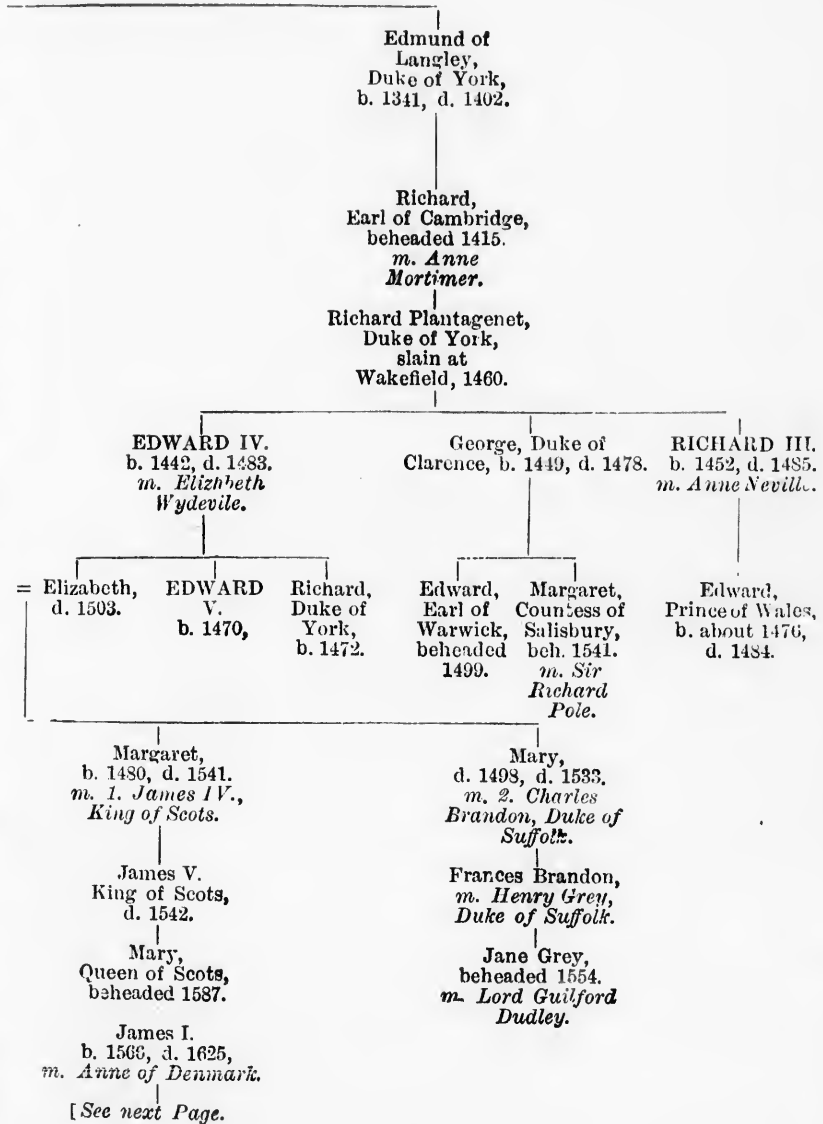 Edmund of
Langley,
Duke of York,
b. 1341, d. 1402.
Richard,
Earl of Cambridge,
beheaded 1415.
m. Anne
Mortimer.
Richard Plantagenet,
Duke of York,
slain at
Wakefield, 1460.
EDWARD IV.
b. 1442, d. 1483.
m. Elizabeth
Wydevile.
George, Duke of
Clarence, b. 1449, d. 1478.
RICHARD III.
b. 1452, d. 1485.
m. Anne Neville.
= Elizabeth,
d. 1503.
EDWARD
V.
b. 1470,
Richard,
Duke of
York,
b. 1472.
Edward,
Earl of
Warwick,
beheaded
1499.
Margaret,
Countess of
Salisbury,
beh. 1541.
m. Sir
Richard
Pole.
Edward,
Prince of Wales,
b. about 1476,
d. 1484.
Margaret,
b. 1480, d. 1541.
m. 1. James IV.,
King of Scots.
Mary,
d. 1498, d. 1533.
m. 2. Charles
Brandon, Duke of
Suffolk.
James V.
King of Scots,
d. 1542.
Frances Brandon,
m. Henry Grey,
Duke of Suffolk.
Mary,
Queen of Scots,
beheaded 1587.
Jane Grey,
beheaded 1554.
m. Lord Guilford
Dudley.
James I.
b. 1566, d. 1625,
m. Anne of Denmark.
[See next Page.